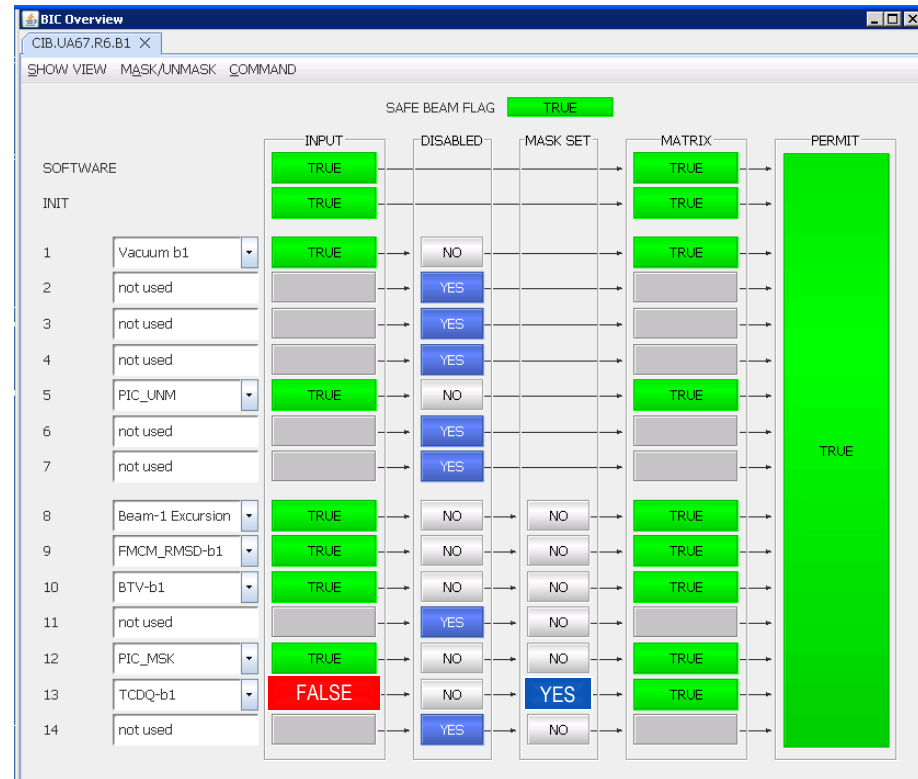 BIC Overview
CIB.UA67.R6.B1
SHOW VIEW MASK/UNMASK COMMAND
SAFE BEAM FLAG TRUE
INPUT DISABLED MASK SET MATRIX PERMIT
SOFTWARE TRUE TRUE
INIT TRUE TRUE
1 Vacuum b1 TRUE NO TRUE
2 not used YES
3 not used YES
4 not used YES
5 PIC_UNM TRUE NO TRUE
6 not used YES
7 not used YES
TRUE
8 Beam-1 Excursion TRUE NO NO TRUE
9 FMCM_RMSD-b1 TRUE NO NO TRUE
10 BTV-b1 TRUE NO NO TRUE
11 not used YES NO
12 PIC_MSK TRUE NO NO TRUE
13 TCDQ-b1 FALSE NO YES TRUE
14 not used YES NO